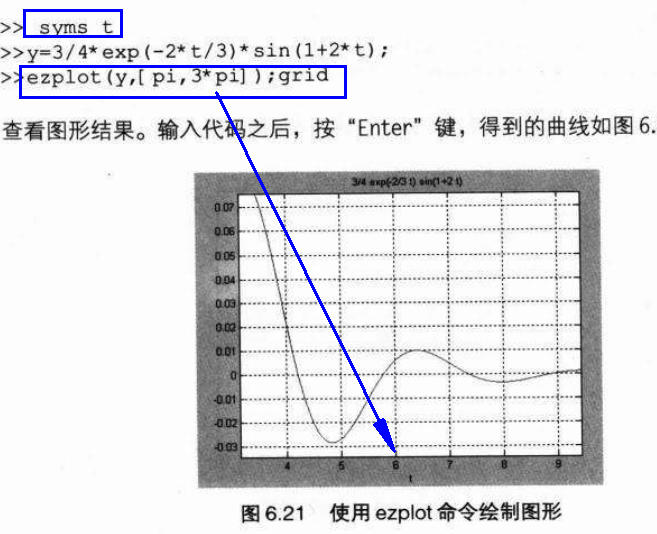 >> syms t
>>y=3/4*exp(-2*t/3)*sin(1+2*t);
>>ezplot(y,[ pi,3*pi]);grid
查看图形结果。输入代码之后，按“Enter”键，得到的曲线如图6.
3/4 exp(-2/3 t) sin(1+2 t)
0.07
0.06
0.05
0.04
0.03
0.02
0.01
0
-0.01
-0.02
-0.03
4 5 6 7 8 9
t
图 6.21 使用 ezplot 命令绘制图形